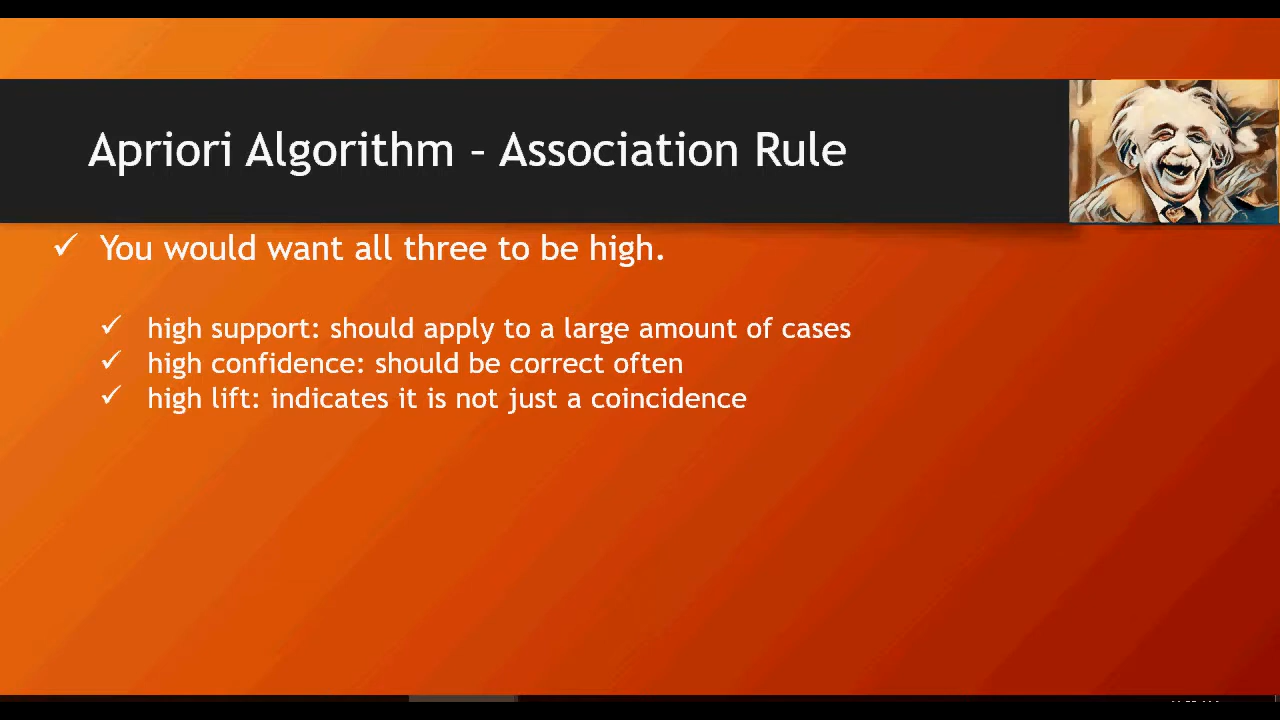 Apriori Algorithm – Association Rule
✓ You would want all three to be high.
✓ high support: should apply to a large amount of cases
✓ high confidence: should be correct often
✓ high lift: indicates it is not just a coincidence